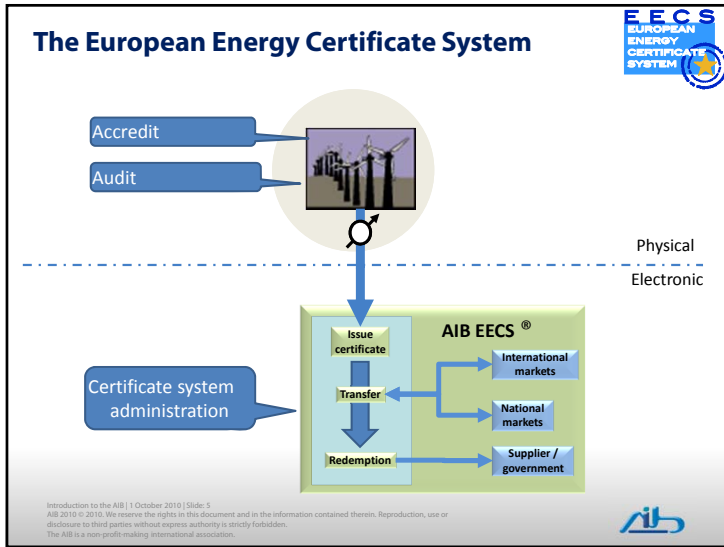 The European Energy Certificate System
EECS
EUROPEAN
ENERGY
CERTIFICATE
SYSTEM
Accredit
Audit
Physical
Electronic
AIB EECS ®
Issue
certificate
International
markets
Certificate system
administration
Transfer
National
markets
Redemption
Supplier /
government
Introduction to the AIB | 1 October 2010 | Slide: 5
AIB 2010 © 2010. We reserve the rights in this document and in the information contained therein. Reproduction, use or
disclosure to third parties without express authority is strictly forbidden.
The AIB is a non-profit-making international association.
aib